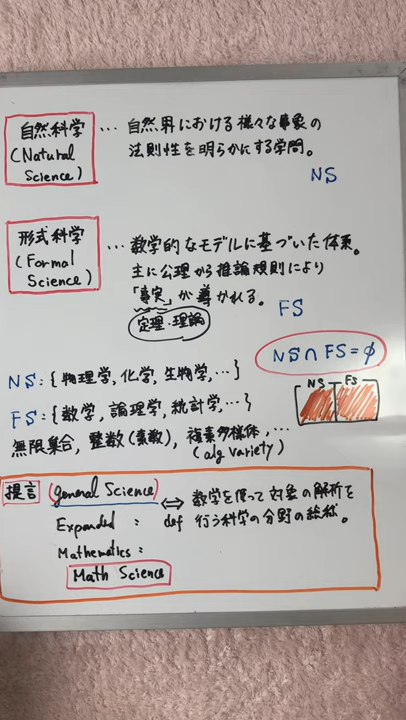 自然科学 … 自然界における様々な事象の
(Natural Science) 法則性を明らかにする学問。
NS
形式科学 … 数学的なモデルに基づいた体系。
(Formal Science) 主に公理から推論規則により
「事実」が導かれる。
定理・理論
FS
NS∩FS=φ
NS FS
NS:{物理学,化学,生物学,…}
FS:{数学,論理学,統計学,…}
無限集合,整数(素数),複素多様体,…
(alg variety)
提言 (general Science) ⇔ 数学を使って対象の解析を
Expanded : def 行う科学の分野の総称。
Mathematics:
Math Science